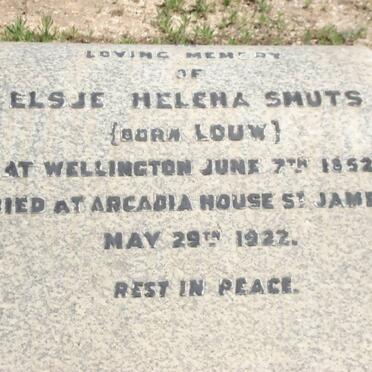 LOVING MEMORY
OF
ELSJE HELENA SMUTS
{BORN LOUW}
AT WELLINGTON JUNE 7TH 1852
DIED AT ARCADIA HOUSE ST JAME
MAY 29TH 1922.
REST IN PEACE.